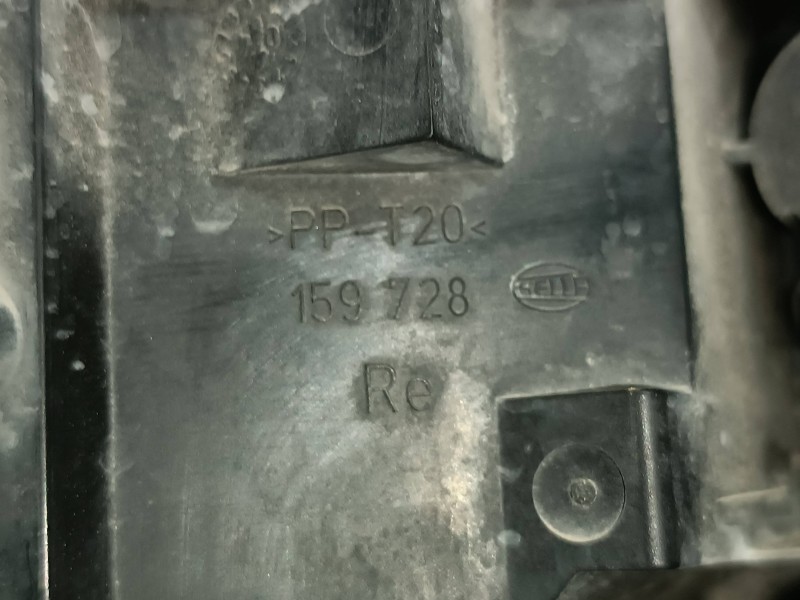 >PP-T20<
159 728 HELLA
Re